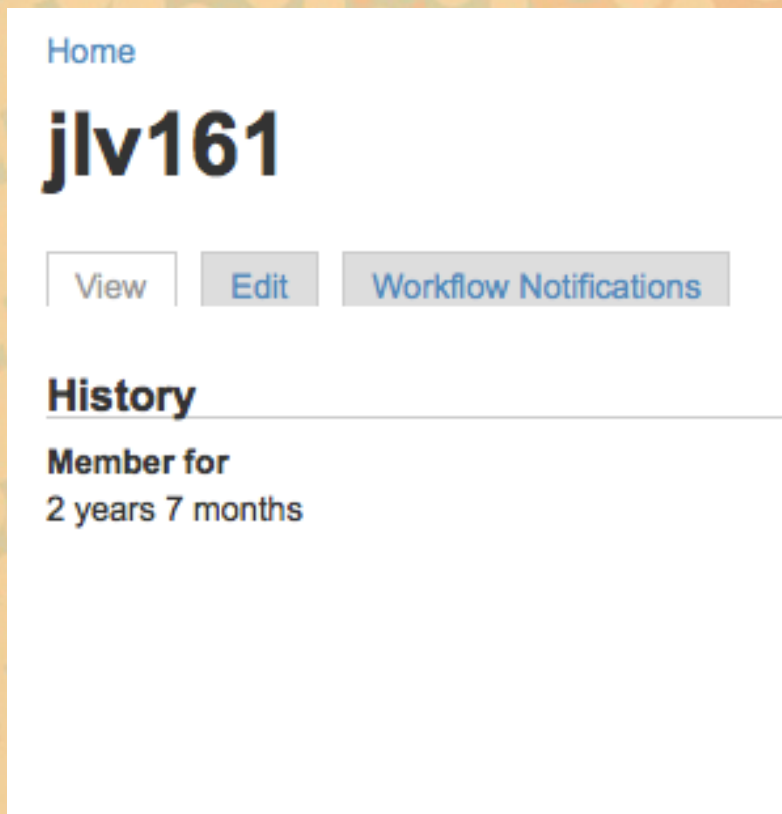 Home
jlv161
View Edit Workflow Notifications
History
Member for
2 years 7 months